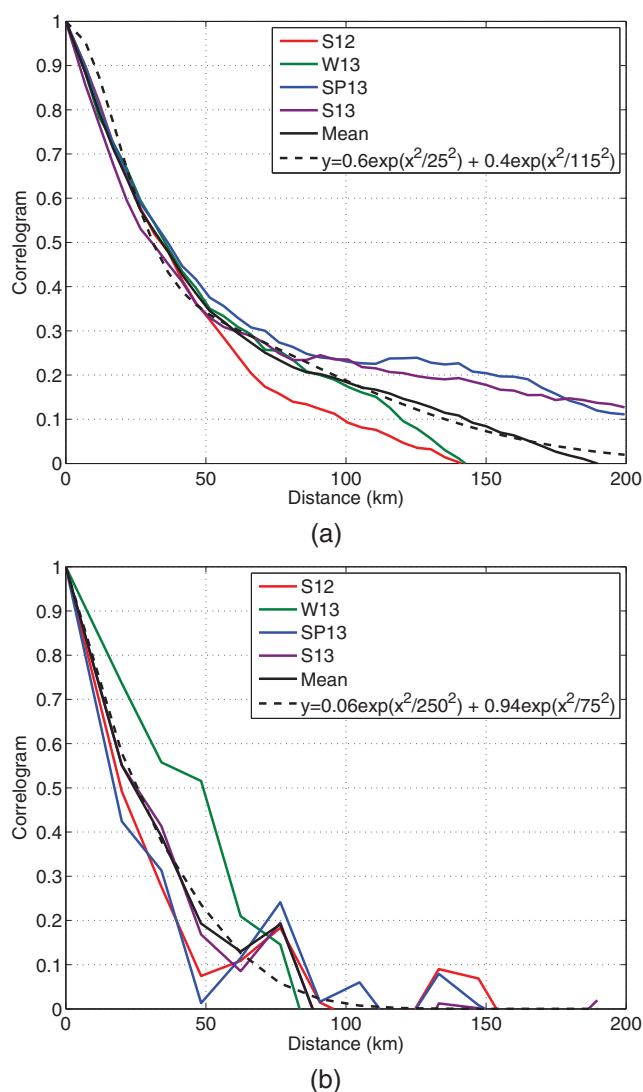 1
0.9
0.8
0.7
0.6
0.5
0.4
0.3
0.2
0.1
0
Correlogram
S12
W13
SP13
S13
Mean
y=0.6exp(x²/25²) + 0.4exp(x²/115²)
0 50 100 150 200
Distance (km)
(a)
1
0.9
0.8
0.7
0.6
0.5
0.4
0.3
0.2
0.1
0
Correlogram
S12
W13
SP13
S13
Mean
y=0.06exp(x²/250²) + 0.94exp(x²/75²)
0 50 100 150 200
Distance (km)
(b)